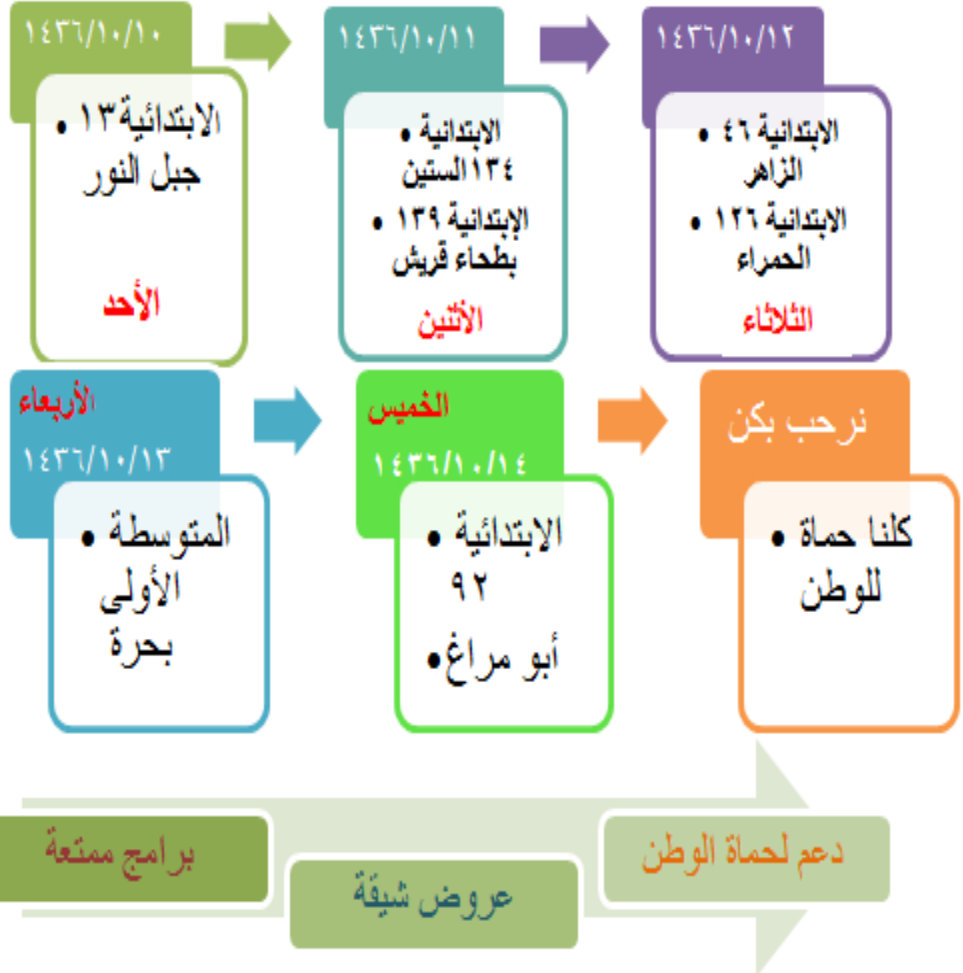 ١٤٣٦/١٠/١٠
الابتدائية١٣ •
جبل النور
الأحد
١٤٣٦/١٠/١١
الابتدائية •
١٣٤الستين
الإبتدائية ١٣٩ •
بطحاء قريش
الأثنين
١٤٣٦/١٠/١٢
الابتدائية ٤٦ •
الزاهر
الابتدائية ١٢٦ •
الحمراء
الثلاثاء
الأربعاء
١٤٣٦/١٠/١٣
المتوسطة •
الأولى
بحرة
الخميس
١٤٣٦/١٠/١٤
الابتدائية •
٩٢
أبو مراغ•
نرحب بكن
كلنا حماة •
للوطن
برامج ممتعة
عروض شيقة
دعم لحماة الوطن